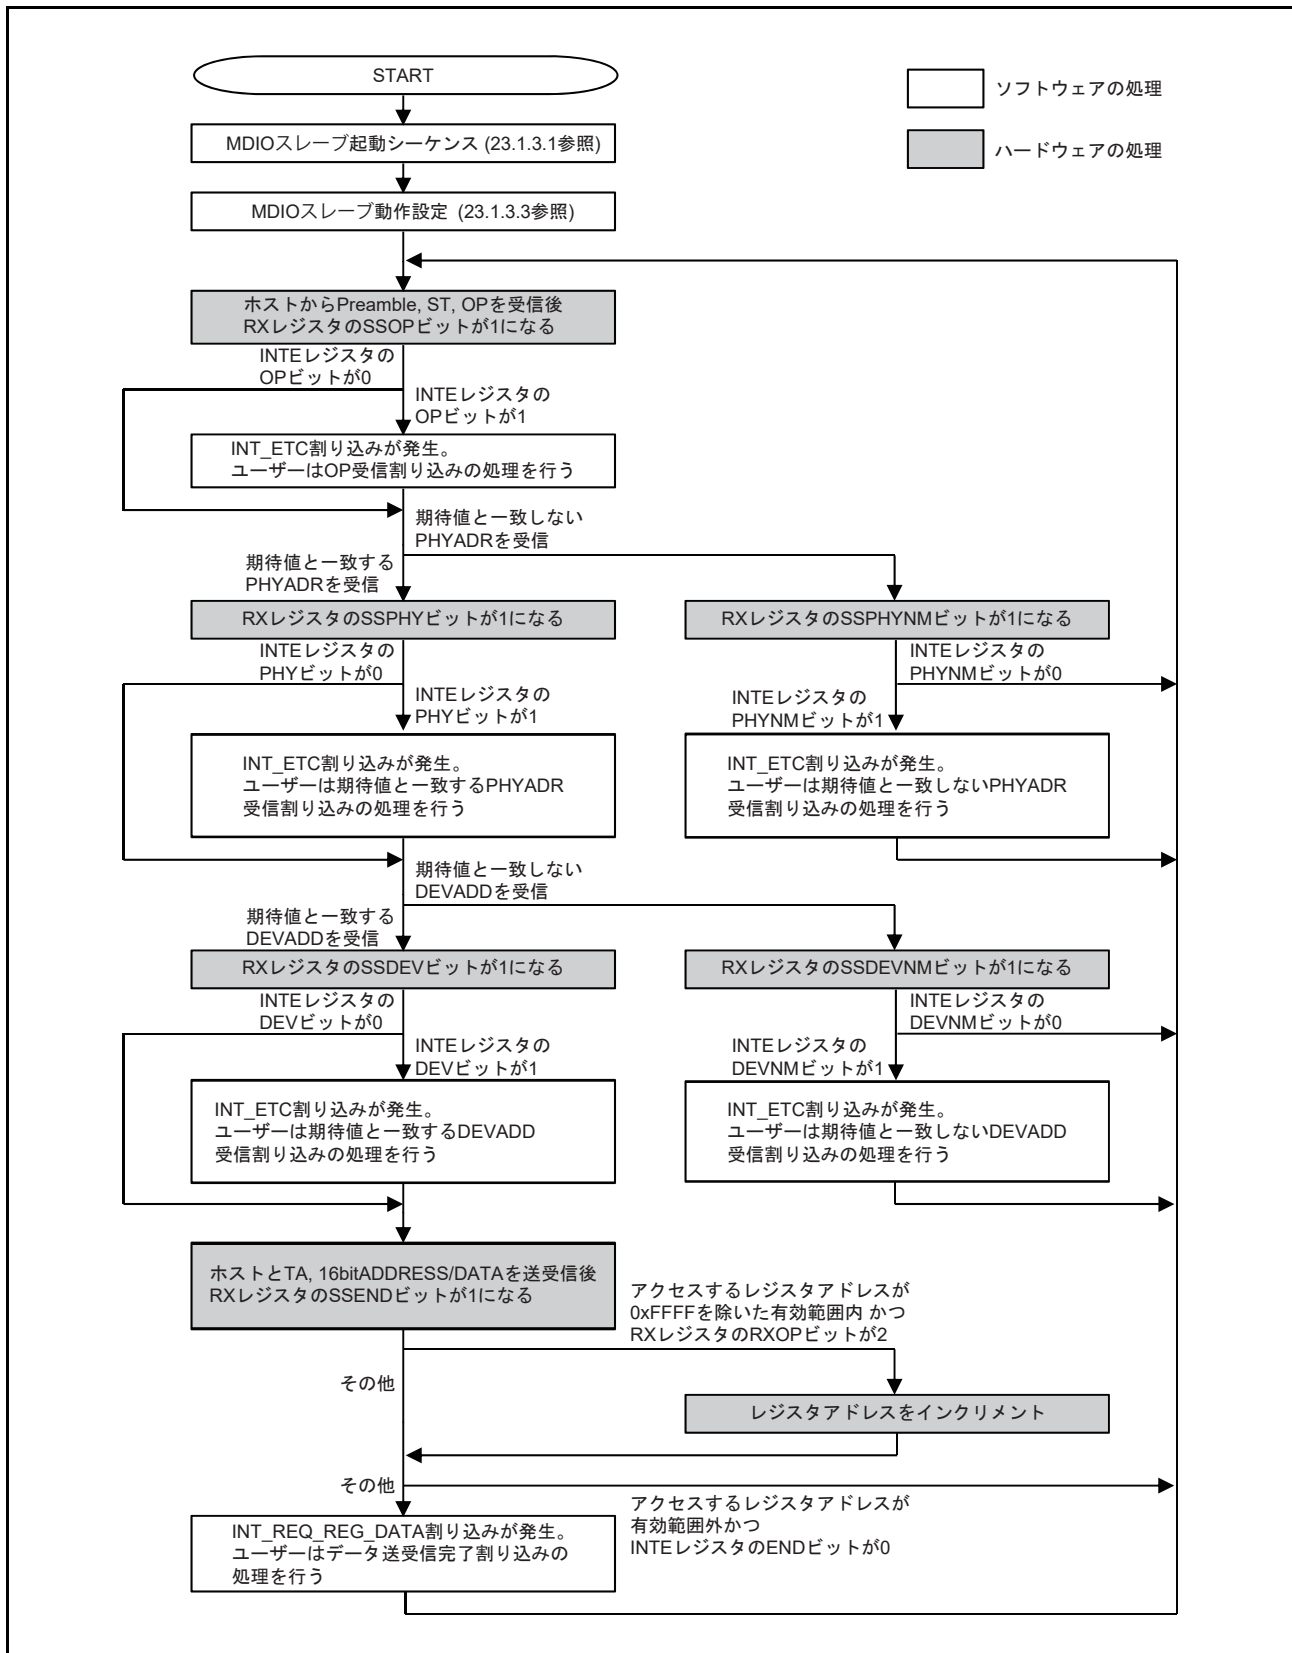 START
ソフトウェアの処理
MDIOスレーブ起動シーケンス (23.1.3.1参照)
ハードウェアの処理
MDIOスレーブ動作設定 (23.1.3.3参照)
ホストからPreamble, ST, OPを受信後
RXレジスタのSSOPビットが1になる
INTEレジスタの
OPビットが0
INTEレジスタの
OPビットが1
INT_ETC割り込みが発生。
ユーザーはOP受信割り込みの処理を行う
期待値と一致しない
PHYADRを受信
期待値と一致する
PHYADRを受信
RXレジスタのSSPHYビットが1になる
RXレジスタのSSPHYNMビットが1になる
INTEレジスタの
PHYビットが0
INTEレジスタの
PHYNMビットが0
INTEレジスタの
PHYビットが1
INTEレジスタの
PHYNMビットが1
INT_ETC割り込みが発生。
ユーザーは期待値と一致するPHYADR
受信割り込みの処理を行う
INT_ETC割り込みが発生。
ユーザーは期待値と一致しないPHYADR
受信割り込みの処理を行う
期待値と一致しない
DEVADDを受信
期待値と一致する
DEVADDを受信
RXレジスタのSSDEVビットが1になる
RXレジスタのSSDEVNMビットが1になる
INTEレジスタの
DEVビットが0
INTEレジスタの
DEVNMビットが0
INTEレジスタの
DEVビットが1
INTEレジスタの
DEVNMビットが1
INT_ETC割り込みが発生。
ユーザーは期待値と一致するDEVADD
受信割り込みの処理を行う
INT_ETC割り込みが発生。
ユーザーは期待値と一致しないDEVADD
受信割り込みの処理を行う
ホストとTA, 16bitADDRESS/DATAを送受信後
RXレジスタのSSENDビットが1になる
アクセスするレジスタアドレスが
0xFFFFを除いた有効範囲内 かつ
RXレジスタのRXOPビットが2
その他
レジスタアドレスをインクリメント
その他
アクセスするレジスタアドレスが
有効範囲外かつ
INTEレジスタのENDビットが0
INT_REQ_REG_DATA割り込みが発生。
ユーザーはデータ送受信完了割り込みの
処理を行う